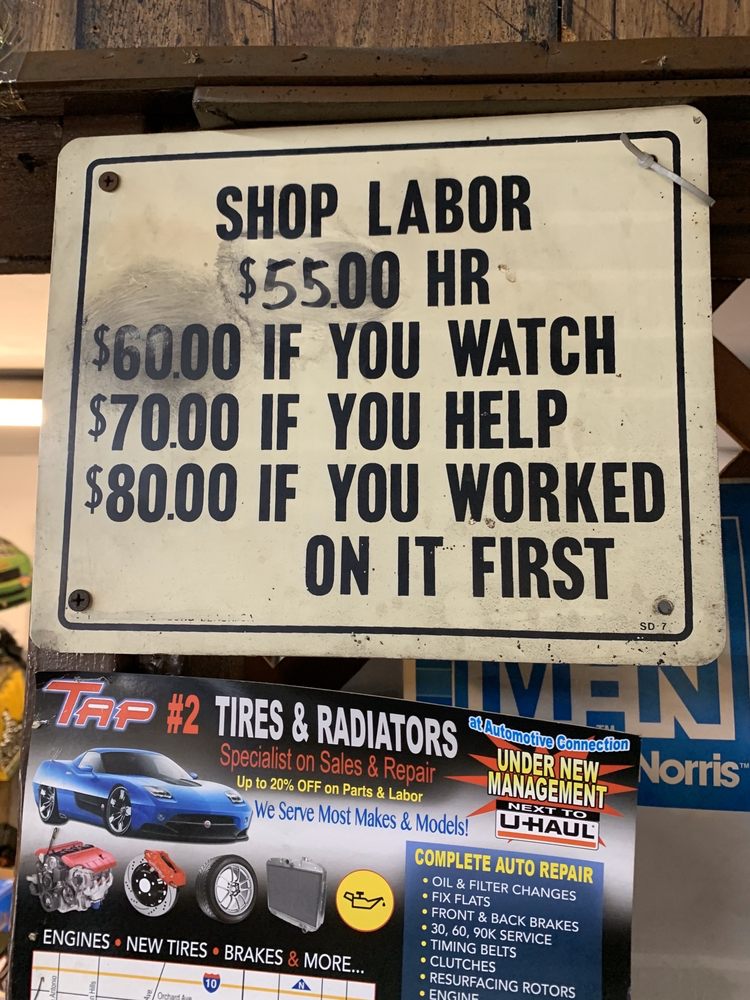 SHOP LABOR
$55.00 HR
$60.00 IF YOU WATCH
$70.00 IF YOU HELP
$80.00 IF YOU WORKED
ON IT FIRST
SD-7
TAP #2 TIRES & RADIATORS
Specialist on Sales & Repair
Up to 20% OFF on Parts & Labor
We Serve Most Makes & Models!
at Automotive Connection
UNDER NEW
MANAGEMENT
NEXT TO
U-HAUL
Norris™
COMPLETE AUTO REPAIR
• OIL & FILTER CHANGES
• FIX FLATS
• FRONT & BACK BRAKES
• 30, 60, 90K SERVICE
• TIMING BELTS
• CLUTCHES
• RESURFACING ROTORS
• ENGINE
ENGINES • NEW TIRES • BRAKES & MORE...
Orchard Ave
10
N